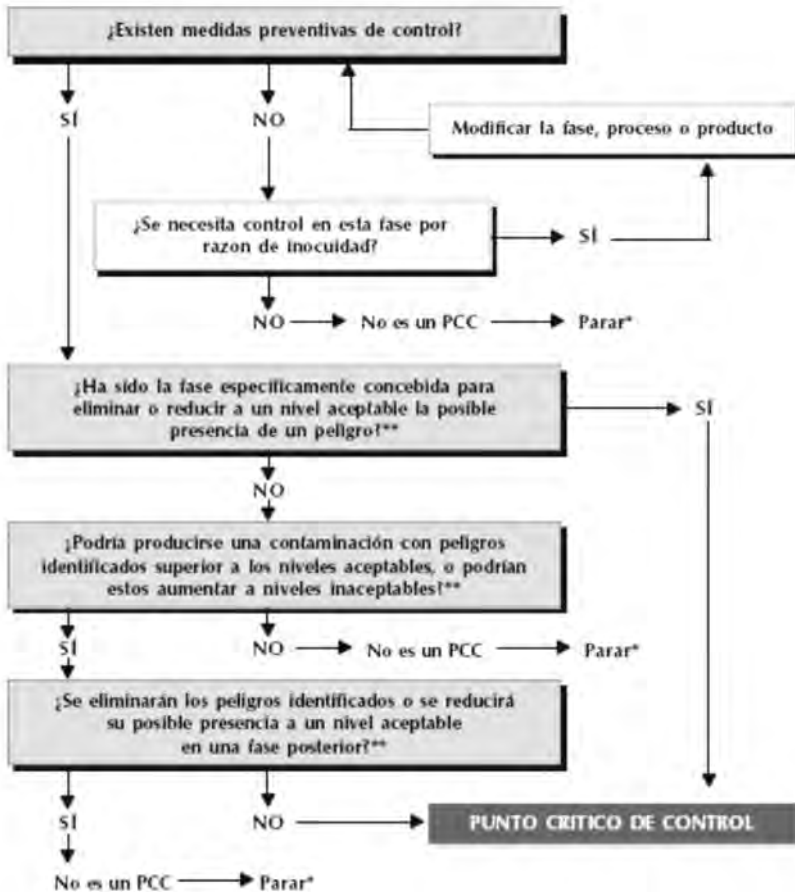 ¿Existen medidas preventivas de control?
SÍ
NO
Modificar la fase, proceso o producto
¿Se necesita control en esta fase por
razon de inocuidad?
SÍ
NO
No es un PCC
Parar*
¿Ha sido la fase especificamente concebida para
eliminar o reducir a un nivel aceptable la posible
presencia de un peligro?**
SÍ
NO
¿Podría producirse una contaminación con peligros
identificados superior a los niveles aceptables, o podrían
estos aumentar a niveles inaceptables?**
SÍ
NO
No es un PCC
Parar*
¿Se eliminarán los peligros identificados o se reducirá
su posible presencia a un nivel aceptable
en una fase posterior?**
SÍ
NO
PUNTO CRITICO DE CONTROL
No es un PCC
Parar*